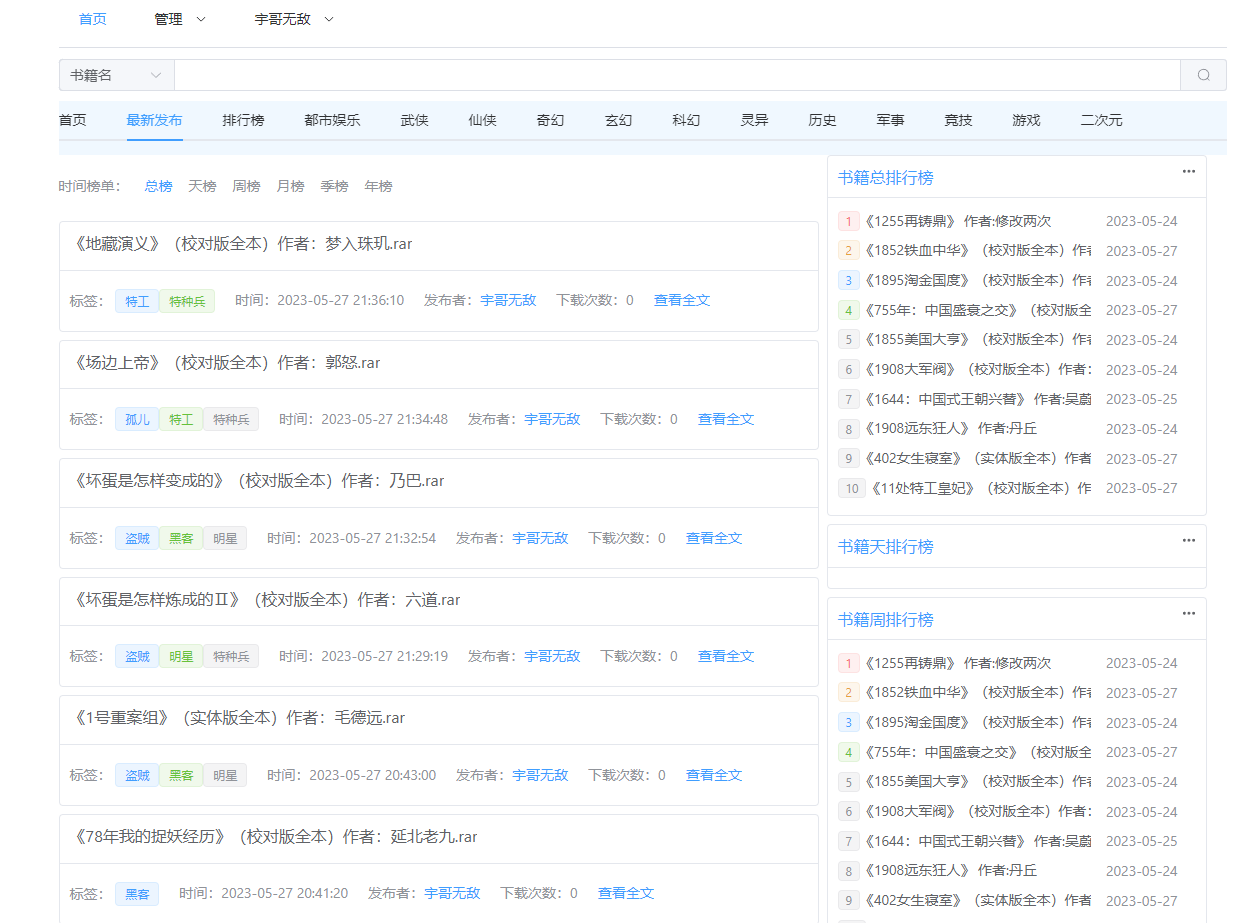 首页 管理 宇哥无敌
书籍名
首页 最新发布 排行榜 都市娱乐 武侠 仙侠 奇幻 玄幻 科幻 灵异 历史 军事 竞技 游戏 二次元
时间榜单： 总榜 天榜 周榜 月榜 季榜 年榜
《地藏演义》（校对版全本）作者：梦入珠玑.rar
标签： 特工 特种兵 时间：2023-05-27 21:36:10 发布者：宇哥无敌 下载次数：0 查看全文
《场边上帝》（校对版全本）作者：郭怒.rar
标签： 孤儿 特工 特种兵 时间：2023-05-27 21:34:48 发布者：宇哥无敌 下载次数：0 查看全文
《坏蛋是怎样变成的》（校对版全本）作者：乃巴.rar
标签： 盗贼 黑客 明星 时间：2023-05-27 21:32:54 发布者：宇哥无敌 下载次数：0 查看全文
《坏蛋是怎样炼成的Ⅱ》（校对版全本）作者：六道.rar
标签： 盗贼 明星 特种兵 时间：2023-05-27 21:29:19 发布者：宇哥无敌 下载次数：0 查看全文
《1号重案组》（实体版全本）作者：毛德远.rar
标签： 盗贼 黑客 明星 时间：2023-05-27 20:43:00 发布者：宇哥无敌 下载次数：0 查看全文
《78年我的捉妖经历》（校对版全本）作者：延北老九.rar
标签： 黑客 时间：2023-05-27 20:41:20 发布者：宇哥无敌 下载次数：0 查看全文
书籍总排行榜
1 《1255再铸鼎》 作者:修改两次 2023-05-24
2 《1852铁血中华》（校对版全本）作者 2023-05-27
3 《1895淘金国度》（校对版全本）作者 2023-05-24
4 《755年：中国盛衰之交》（校对版全 2023-05-27
5 《1855美国大亨》（校对版全本）作者 2023-05-24
6 《1908大军阀》（校对版全本）作者： 2023-05-24
7 《1644：中国式王朝兴替》 作者:吴蔚 2023-05-25
8 《1908远东狂人》 作者:丹丘 2023-05-24
9 《402女生寝室》（实体版全本）作者 2023-05-27
10 《11处特工皇妃》（校对版全本）作 2023-05-27
书籍天排行榜
书籍周排行榜
1 《1255再铸鼎》 作者:修改两次 2023-05-24
2 《1852铁血中华》（校对版全本）作者 2023-05-27
3 《1895淘金国度》（校对版全本）作者 2023-05-24
4 《755年：中国盛衰之交》（校对版全 2023-05-27
5 《1855美国大亨》（校对版全本）作者 2023-05-24
6 《1908大军阀》（校对版全本）作者： 2023-05-24
7 《1644：中国式王朝兴替》 作者:吴蔚 2023-05-25
8 《1908远东狂人》 作者:丹丘 2023-05-24
9 《402女生寝室》（实体版全本）作者 2023-05-27